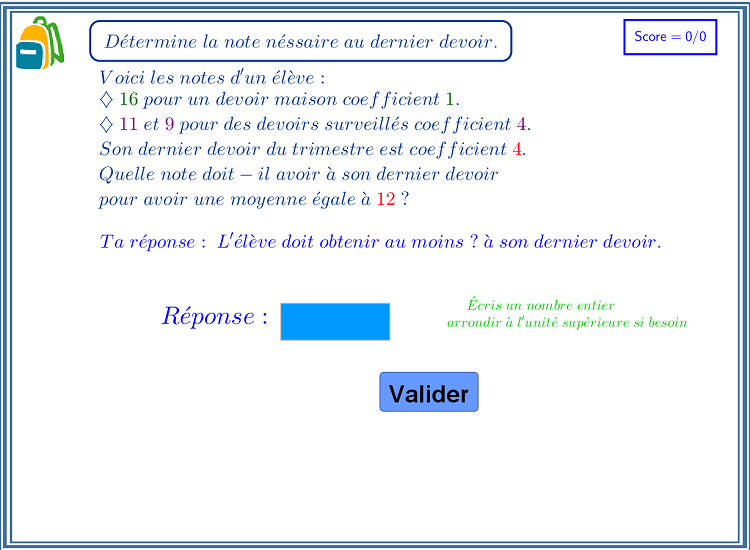 Détermine la note néssaire au dernier devoir.
Score = 0/0
Voici les notes d'un élève :
♢ 16 pour un devoir maison coefficient 1.
♢ 11 et 9 pour des devoirs surveillés coefficient 4.
Son dernier devoir du trimestre est coefficient 4.
Quelle note doit − il avoir à son dernier devoir
pour avoir une moyenne égale à 12 ?
Ta réponse : L'élève doit obtenir au moins ? à son dernier devoir.
Écris un nombre entier
Réponse :
arrondir à l'unité supérieure si besoin
Valider